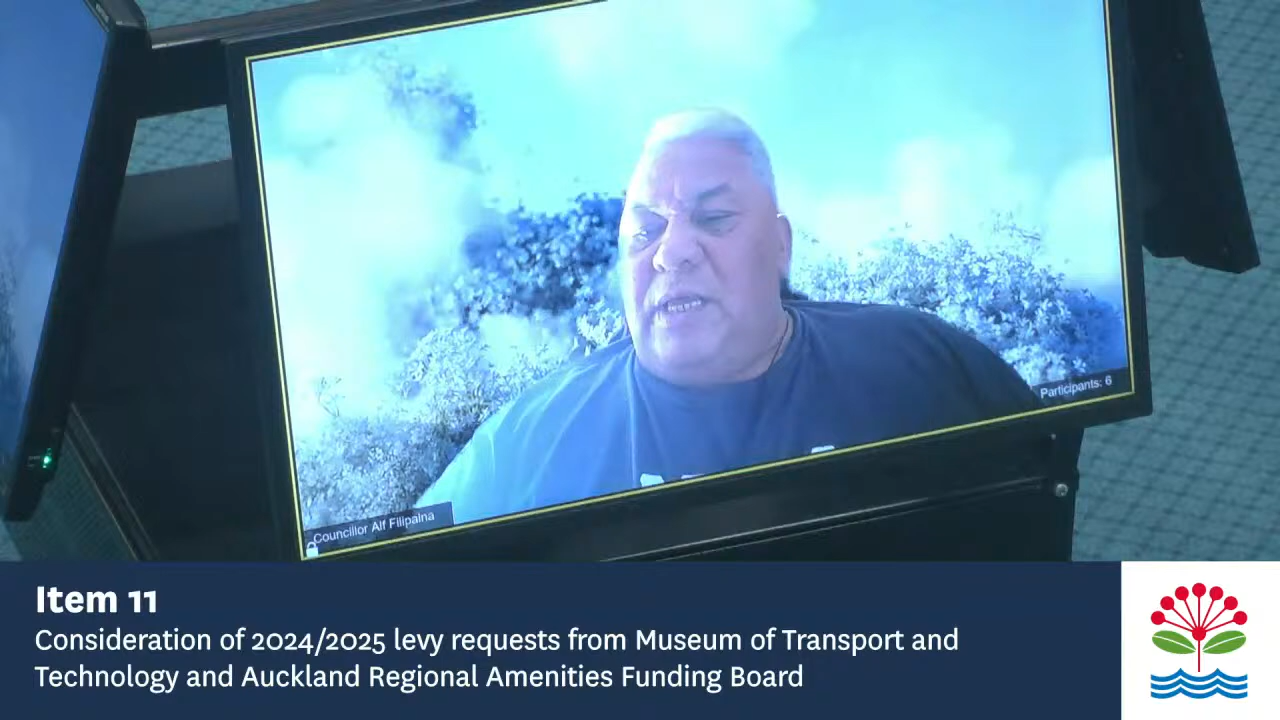 Participants: 6
Councillor Alf Filipaina
Item 11
Consideration of 2024/2025 levy requests from Museum of Transport and
Technology and Auckland Regional Amenities Funding Board